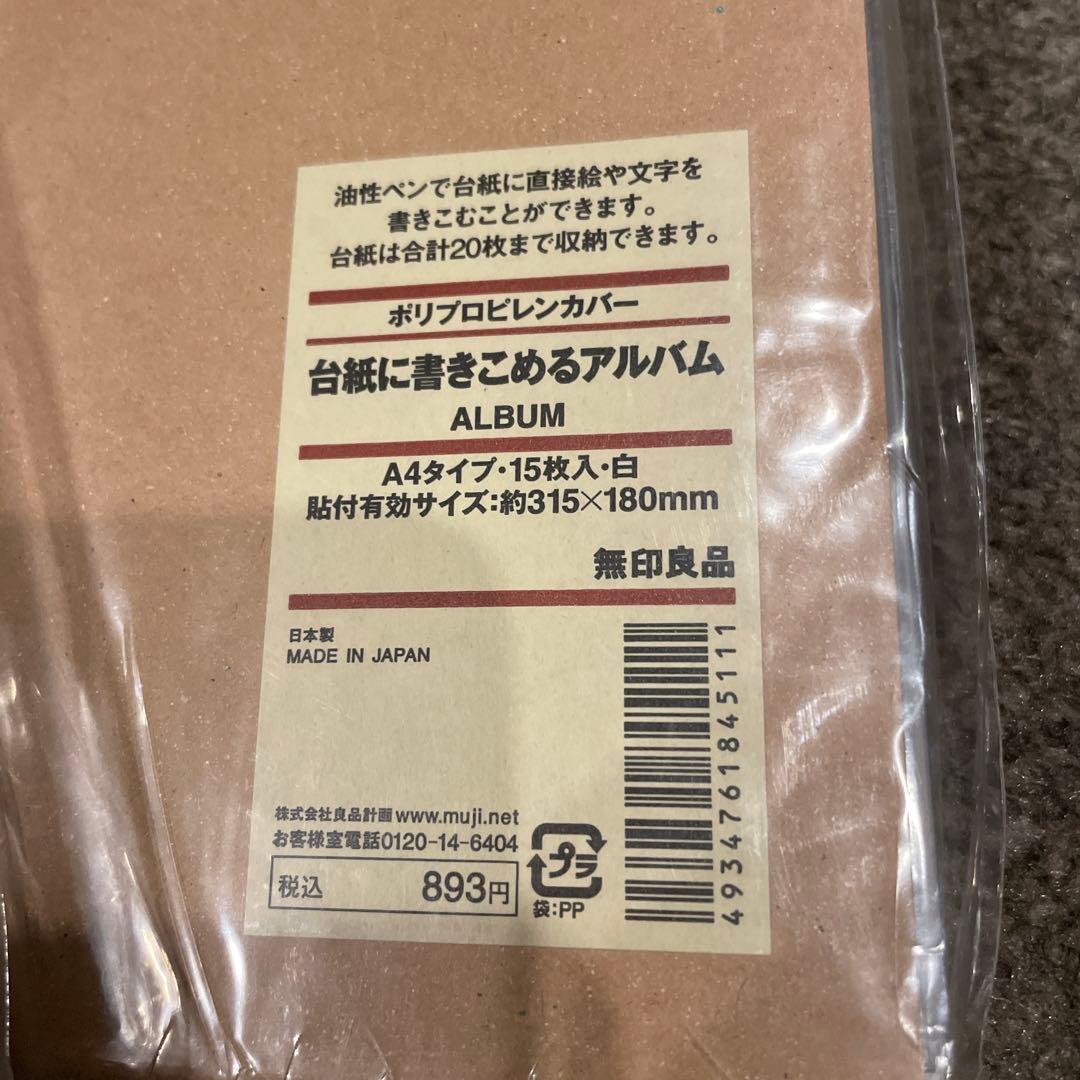 油性ペンで台紙に直接絵や文字を
書きこむことができます。
台紙は合計20枚まで収納できます。
ポリプロピレンカバー
台紙に書きこめるアルバム
ALBUM
A4タイプ・15枚入・白
貼付有効サイズ:約315×180mm
無印良品
日本製
MADE IN JAPAN
株式会社良品計画 www.muji.net
お客様室電話0120-14-6404
税込 893円
プラ
袋:PP
4934761845111